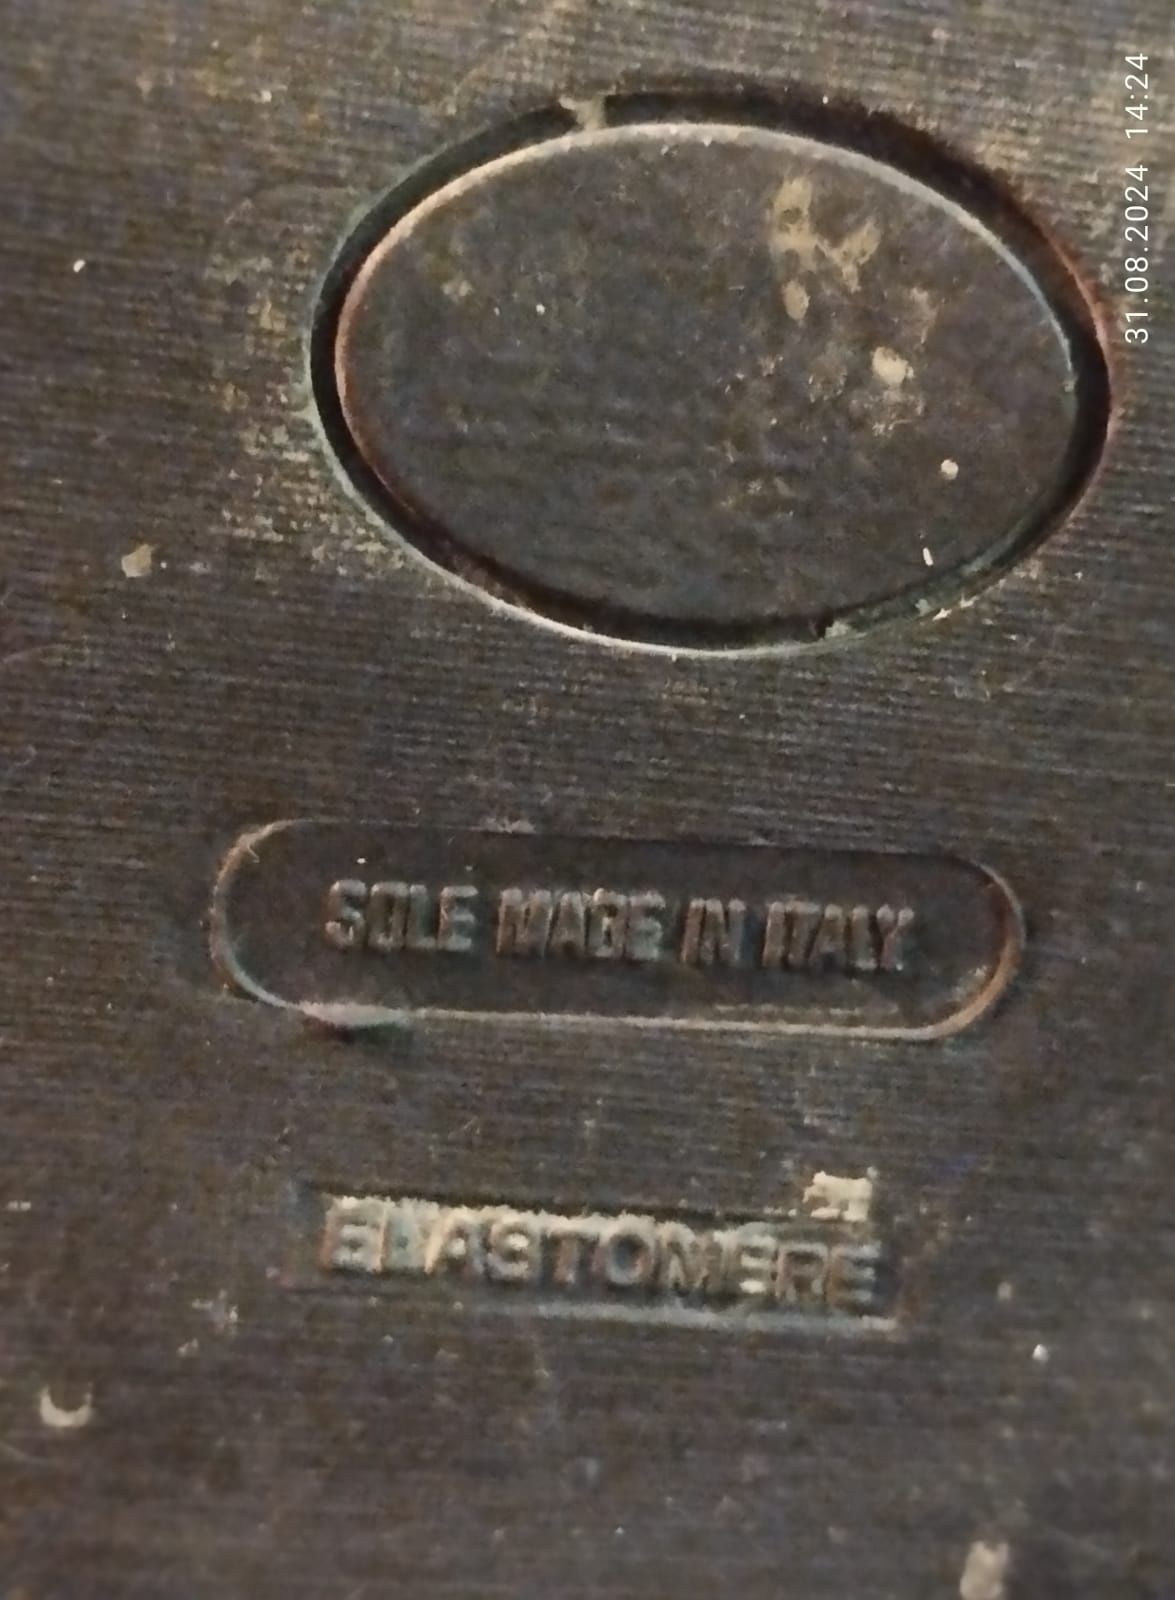 31.08.2024 14:24
SOLE MADE IN ITALY
ELASTOMERE